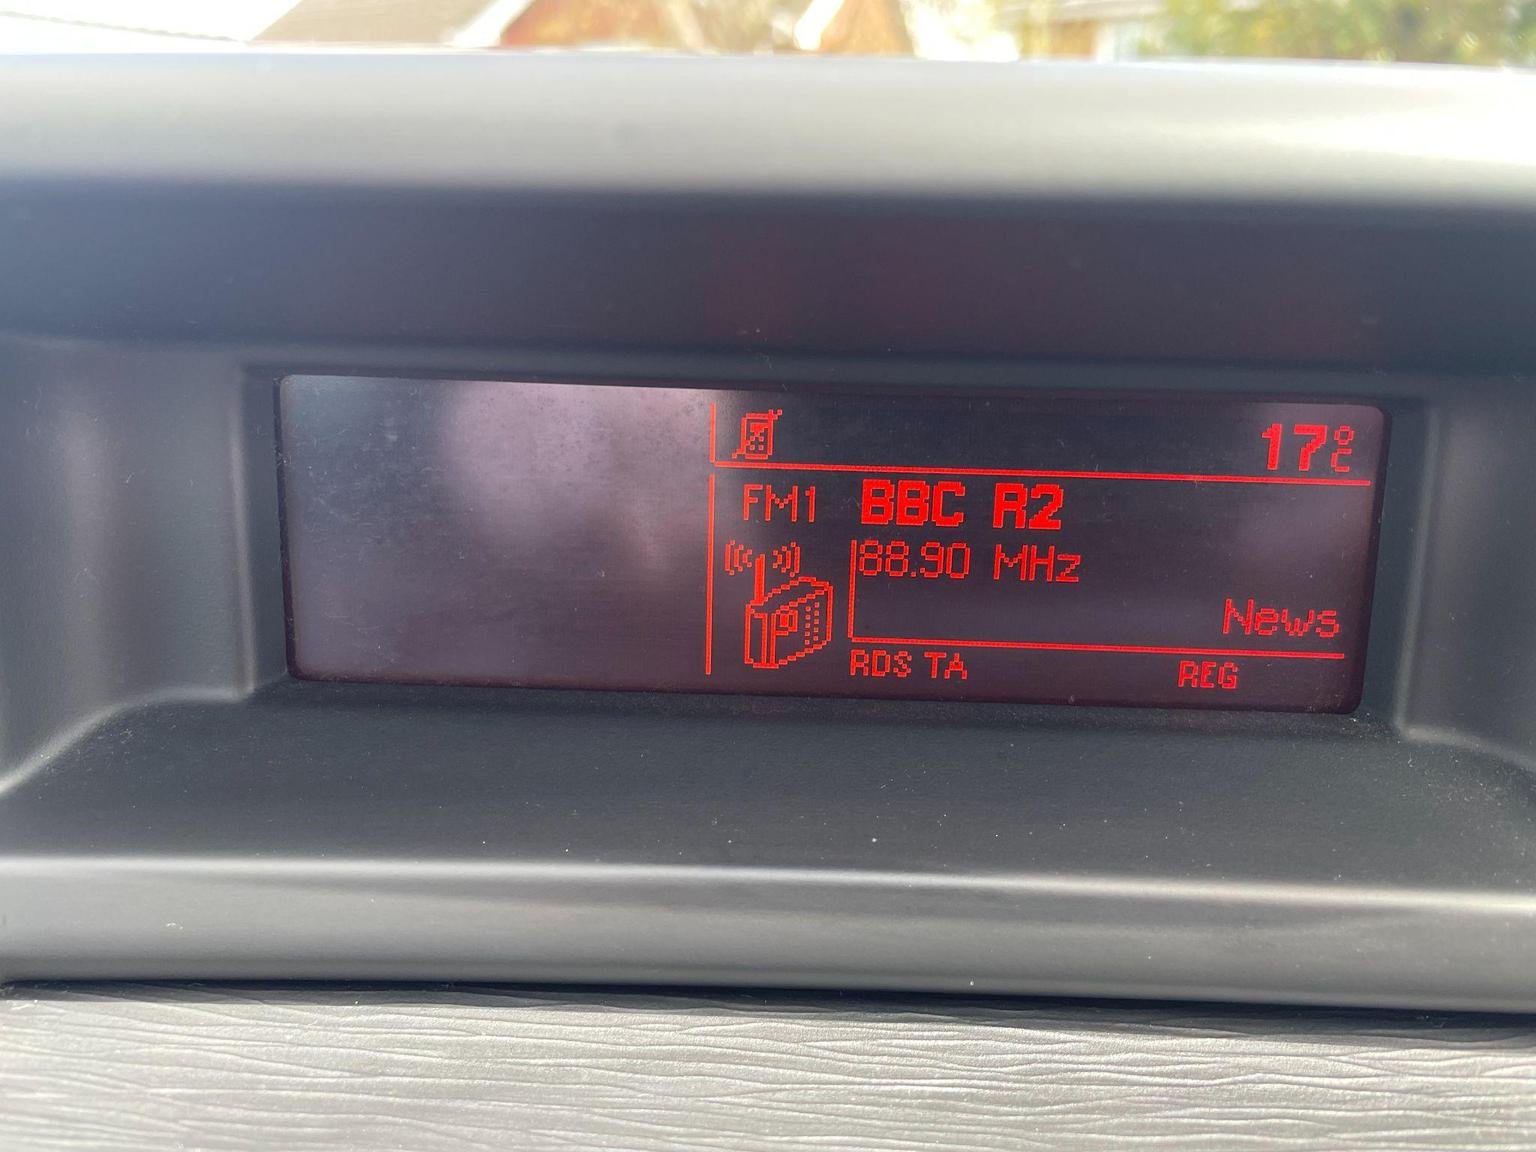 17°C
FM1 BBC R2
88.90 MHz
News
RDS TA REG